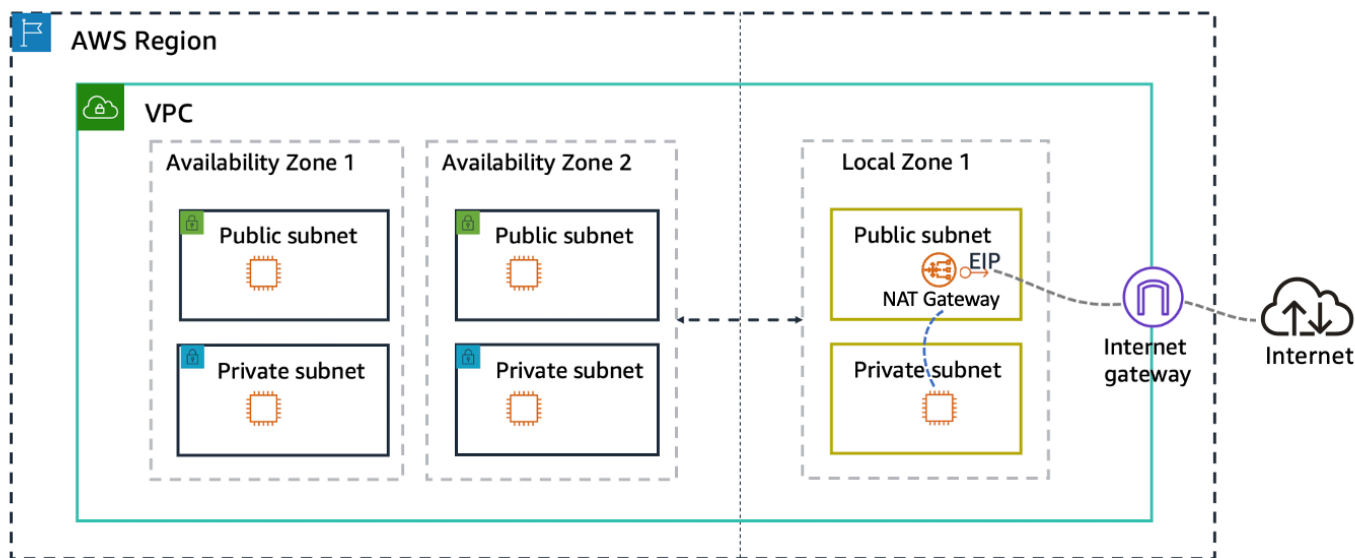 AWS Region
VPC
Availability Zone 1
Availability Zone 2
Local Zone 1
Public subnet
Public subnet
Public subnet
EIP
NAT Gateway
Private subnet
Private subnet
Private subnet
Internet
gateway
Internet